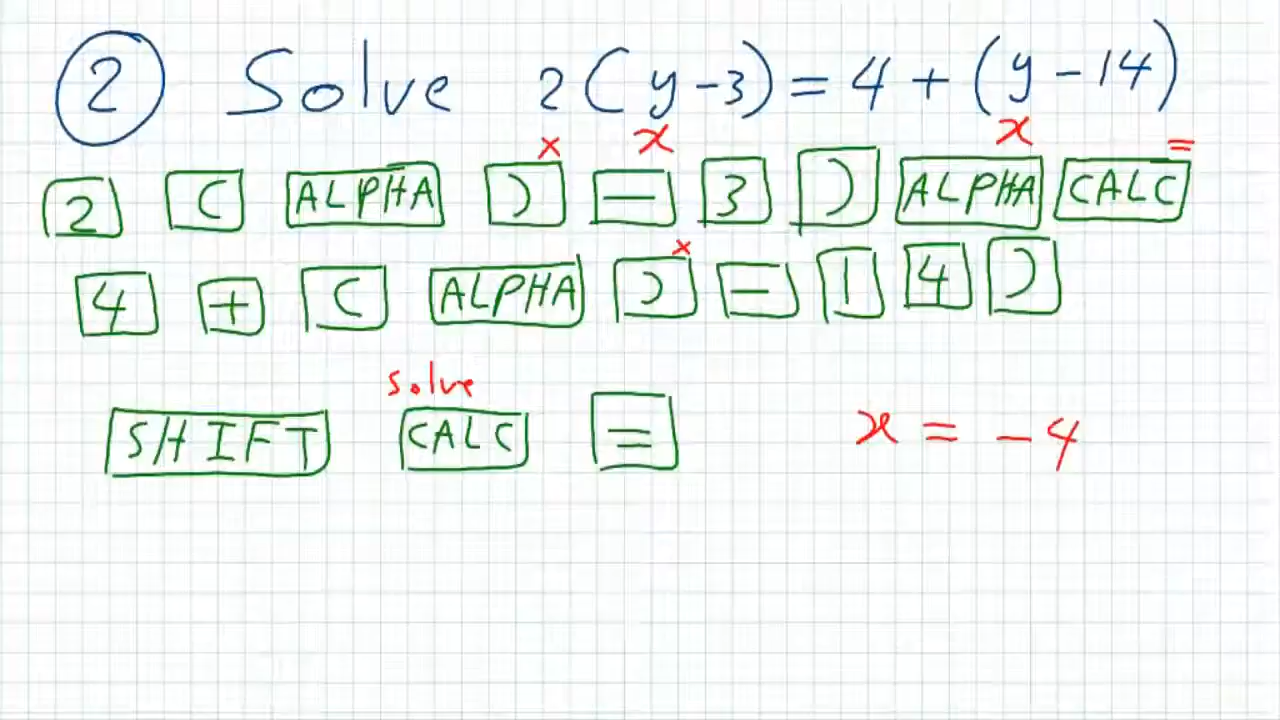 ② Solve 2(y-3)=4+(y-14)
x x x =
2 ( ALPHA ) - 3 ) ALPHA CALC
x
4 + ( ALPHA ) - 1 4 )
solve
SHIFT CALC = x = -4